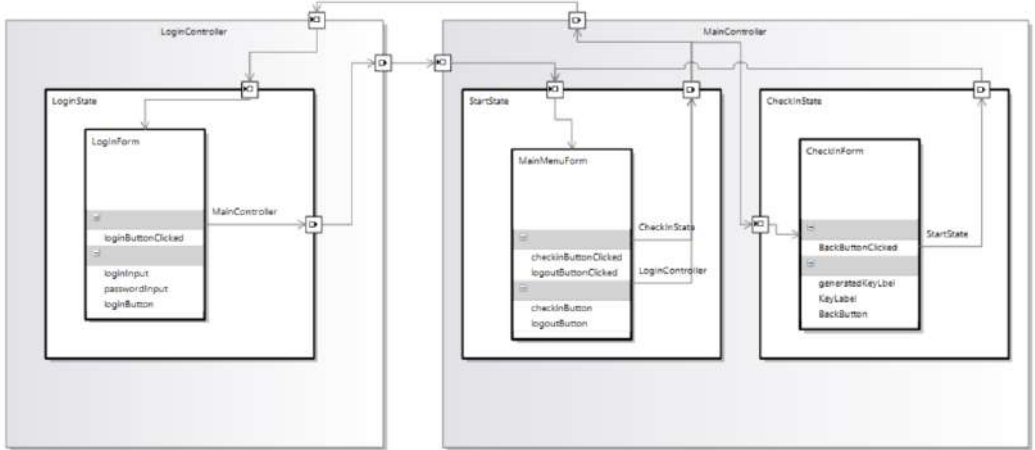 LoginController
LoginState
LogInForm
MainController
loginButtonClicked
loginInput
passwordInput
loginButton
MainController
StartState
MainMenuForm
CheckInState
checkinButtonClicked
logoutButtonClicked
LoginController
checkInButton
logoutButton
CheckInState
CheckInForm
StartState
BackButtonClicked
generatedKeyLbel
KeyLabel
BackButton